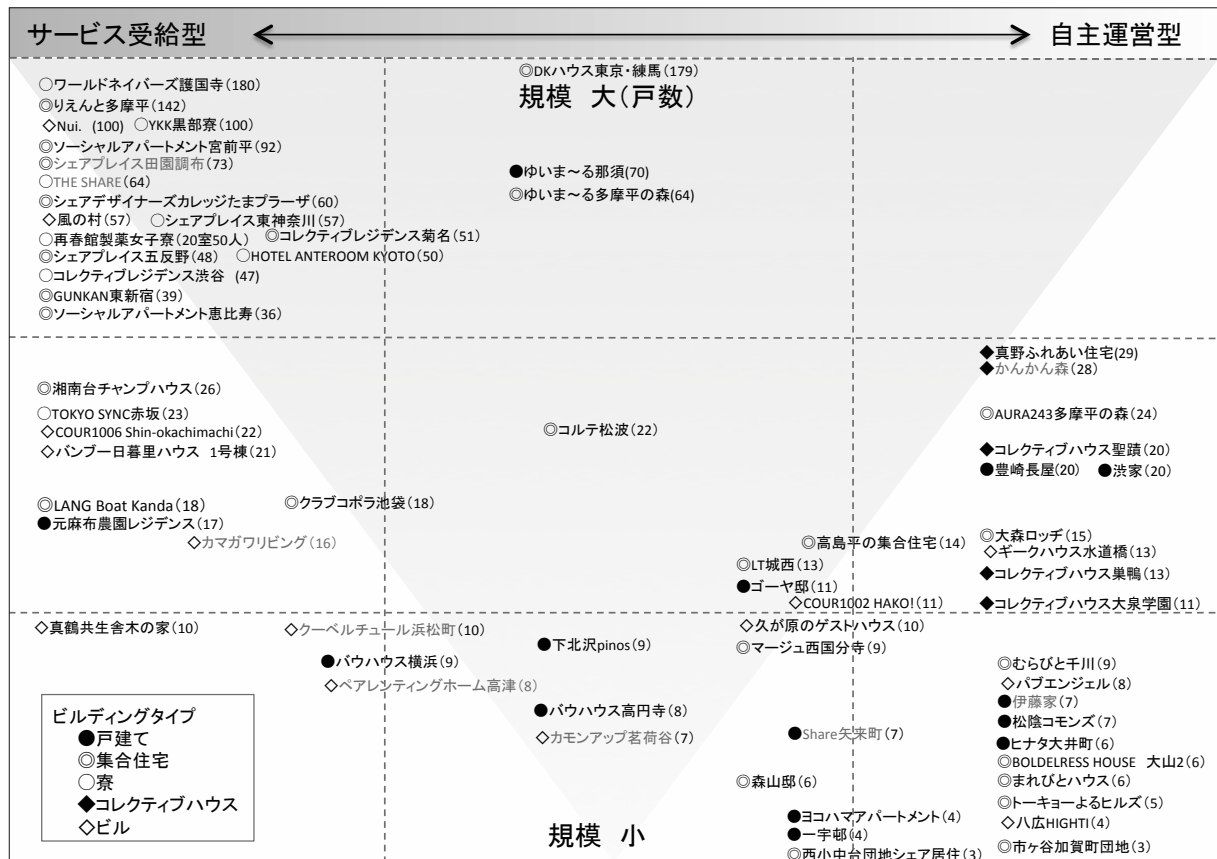 サービス受給型
自主運営型
◎DKハウス東京・練馬(179)
規模 大(戸数)
○ワールドネイバーズ護国寺(180)
◎りえんと多摩平(142)
◇Nui. (100) ○YKK黒部寮(100)
◎ソーシャルアパートメント宮前平(92)
◎シェアプレイス田園調布(73)
○THE SHARE(64)
◎シェアデザイナーズカレッジたまプラーザ(60)
◇風の村(57) ○シェアプレイス東神奈川(57)
○再春館製薬女子寮(20室50人) ◎コレクティブレジデンス菊名(51)
◎シェアプレイス五反野(48) ○HOTEL ANTEROOM KYOTO(50)
○コレクティブレジデンス渋谷 (47)
◎GUNKAN東新宿(39)
◎ソーシャルアパートメント恵比寿(36)
●ゆいま～る那須(70)
◎ゆいま～る多摩平の森(64)
◎湘南台チャンプハウス(26)
○TOKYO SYNC赤坂(23)
◇COUR1006 Shin-okachimachi(22)
◇バンブー日暮里ハウス 1号棟(21)
◎LANG Boat Kanda(18)
◎クラブコポラ池袋(18)
●元麻布農園レジデンス(17)
◇カマガワリビング(16)
◎コルテ松波(22)
◎高島平の集合住宅(14)
◎LT城西(13)
●ゴーヤ邸(11)
◇COUR1002 HAKO!(11)
◆真野ふれあい住宅(29)
◆かんかん森(28)
◎AURA243多摩平の森(24)
◆コレクティブハウス聖蹟(20)
●豊崎長屋(20) ●渋家(20)
◎大森ロッヂ(15)
◇ギークハウス水道橋(13)
◆コレクティブハウス巣鴨(13)
◆コレクティブハウス大泉学園(11)
◇真鶴共生舎木の家(10)
◇クーベルチュール浜松町(10)
●バウハウス横浜(9)
◇ペアレンティングホーム高津(8)
●下北沢pinos(9)
●バウハウス高円寺(8)
◇カモンアップ茗荷谷(7)
◇久が原のゲストハウス(10)
◎マージュ西国分寺(9)
●Share矢来町(7)
◎森山邸(6)
●ヨコハマアパートメント(4)
●一宇邨(4)
◎西小中台団地シェア居住(3)
◎むらびと千川(9)
◇パブエンジェル(8)
●伊藤家(7)
●松陰コモンズ(7)
●ヒナタ大井町(6)
◎BOLDELRESS HOUSE 大山2(6)
◎まれびとハウス(6)
◎トーキョーよるヒルズ(5)
◇八広HIGHTI(4)
◎市ヶ谷加賀町団地(3)
規模 小
ビルディングタイプ
●戸建て
◎集合住宅
○寮
◆コレクティブハウス
◇ビル